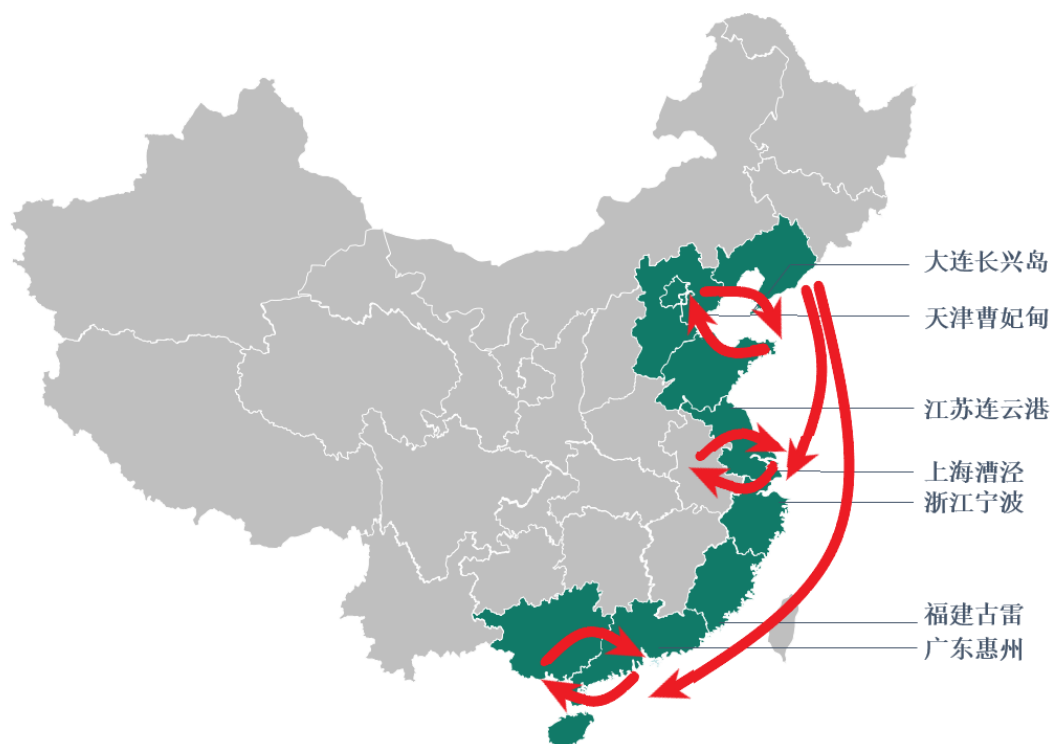 大连长兴岛
天津曹妃甸
江苏连云港
上海漕泾
浙江宁波
福建古雷
广东惠州